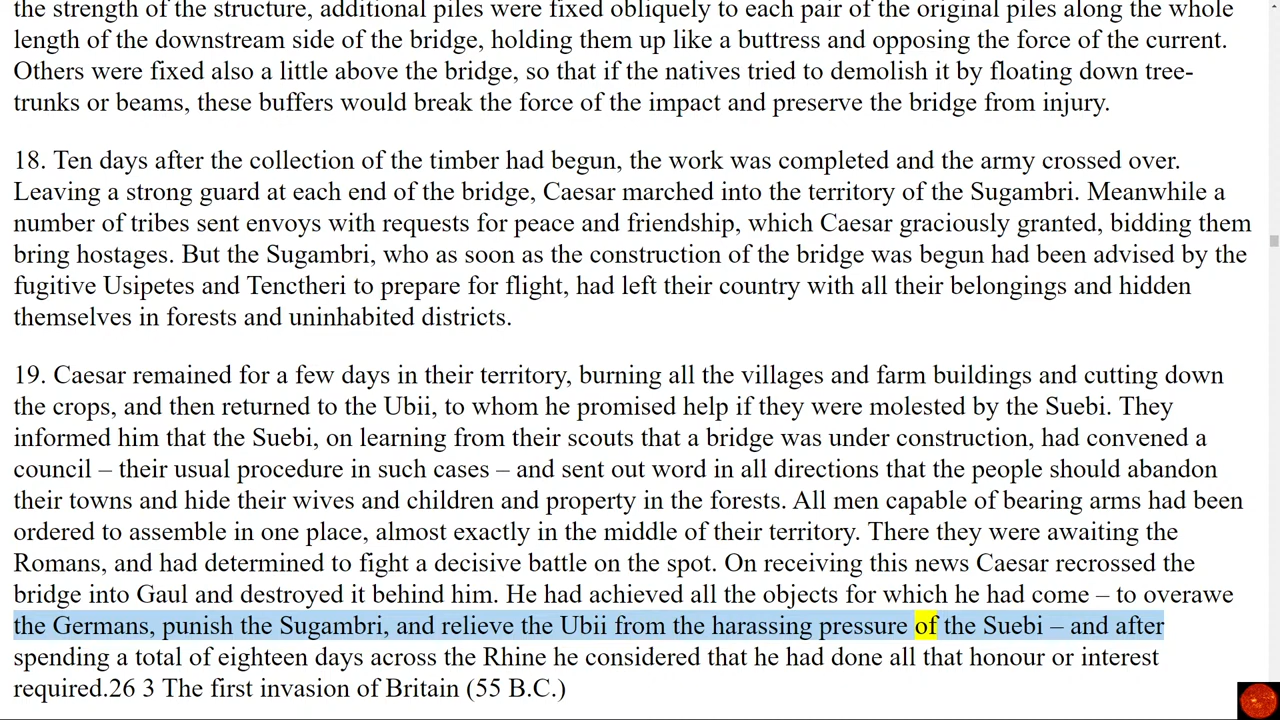 the strength of the structure, additional piles were fixed obliquely to each pair of the original piles along the whole
length of the downstream side of the bridge, holding them up like a buttress and opposing the force of the current.
Others were fixed also a little above the bridge, so that if the natives tried to demolish it by floating down tree-
trunks or beams, these buffers would break the force of the impact and preserve the bridge from injury.
18. Ten days after the collection of the timber had begun, the work was completed and the army crossed over.
Leaving a strong guard at each end of the bridge, Caesar marched into the territory of the Sugambri. Meanwhile a
number of tribes sent envoys with requests for peace and friendship, which Caesar graciously granted, bidding them
bring hostages. But the Sugambri, who as soon as the construction of the bridge was begun had been advised by the
fugitive Usipetes and Tenctheri to prepare for flight, had left their country with all their belongings and hidden
themselves in forests and uninhabited districts.
19. Caesar remained for a few days in their territory, burning all the villages and farm buildings and cutting down
the crops, and then returned to the Ubii, to whom he promised help if they were molested by the Suebi. They
informed him that the Suebi, on learning from their scouts that a bridge was under construction, had convened a
council – their usual procedure in such cases – and sent out word in all directions that the people should abandon
their towns and hide their wives and children and property in the forests. All men capable of bearing arms had been
ordered to assemble in one place, almost exactly in the middle of their territory. There they were awaiting the
Romans, and had determined to fight a decisive battle on the spot. On receiving this news Caesar recrossed the
bridge into Gaul and destroyed it behind him. He had achieved all the objects for which he had come – to overawe
the Germans, punish the Sugambri, and relieve the Ubii from the harassing pressure of the Suebi – and after
spending a total of eighteen days across the Rhine he considered that he had done all that honour or interest
required.26 3 The first invasion of Britain (55 B.C.)